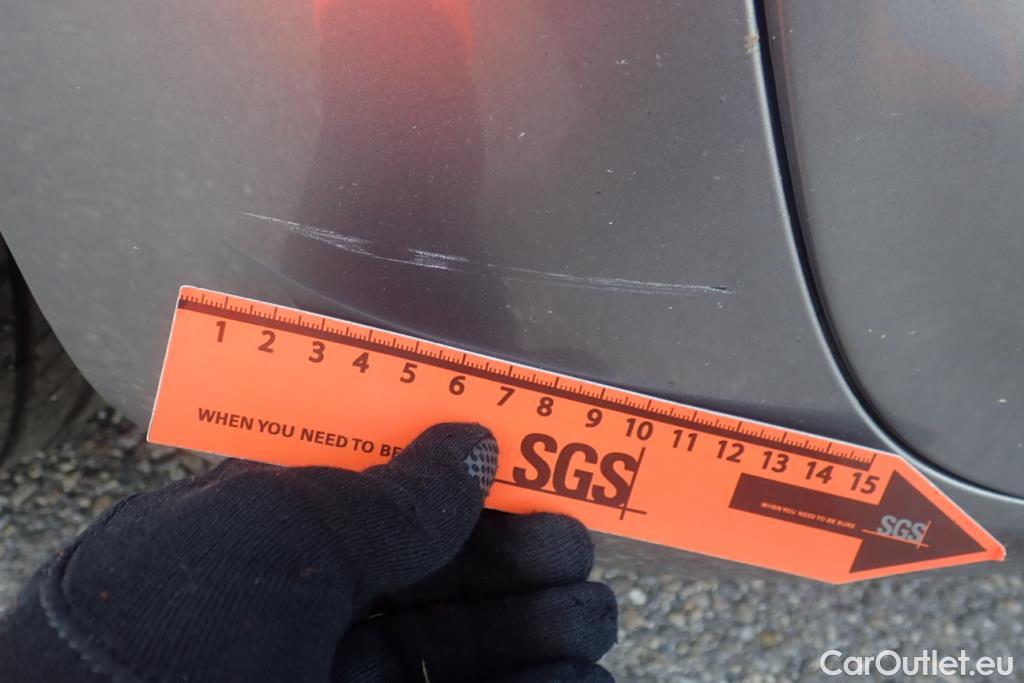 1 2 3 4 5 6 7 8 9 10 11 12 13 14 15
WHEN YOU NEED TO BE
SGS
WHEN YOU NEED TO BE SURE
SGS
CarOutlet.eu